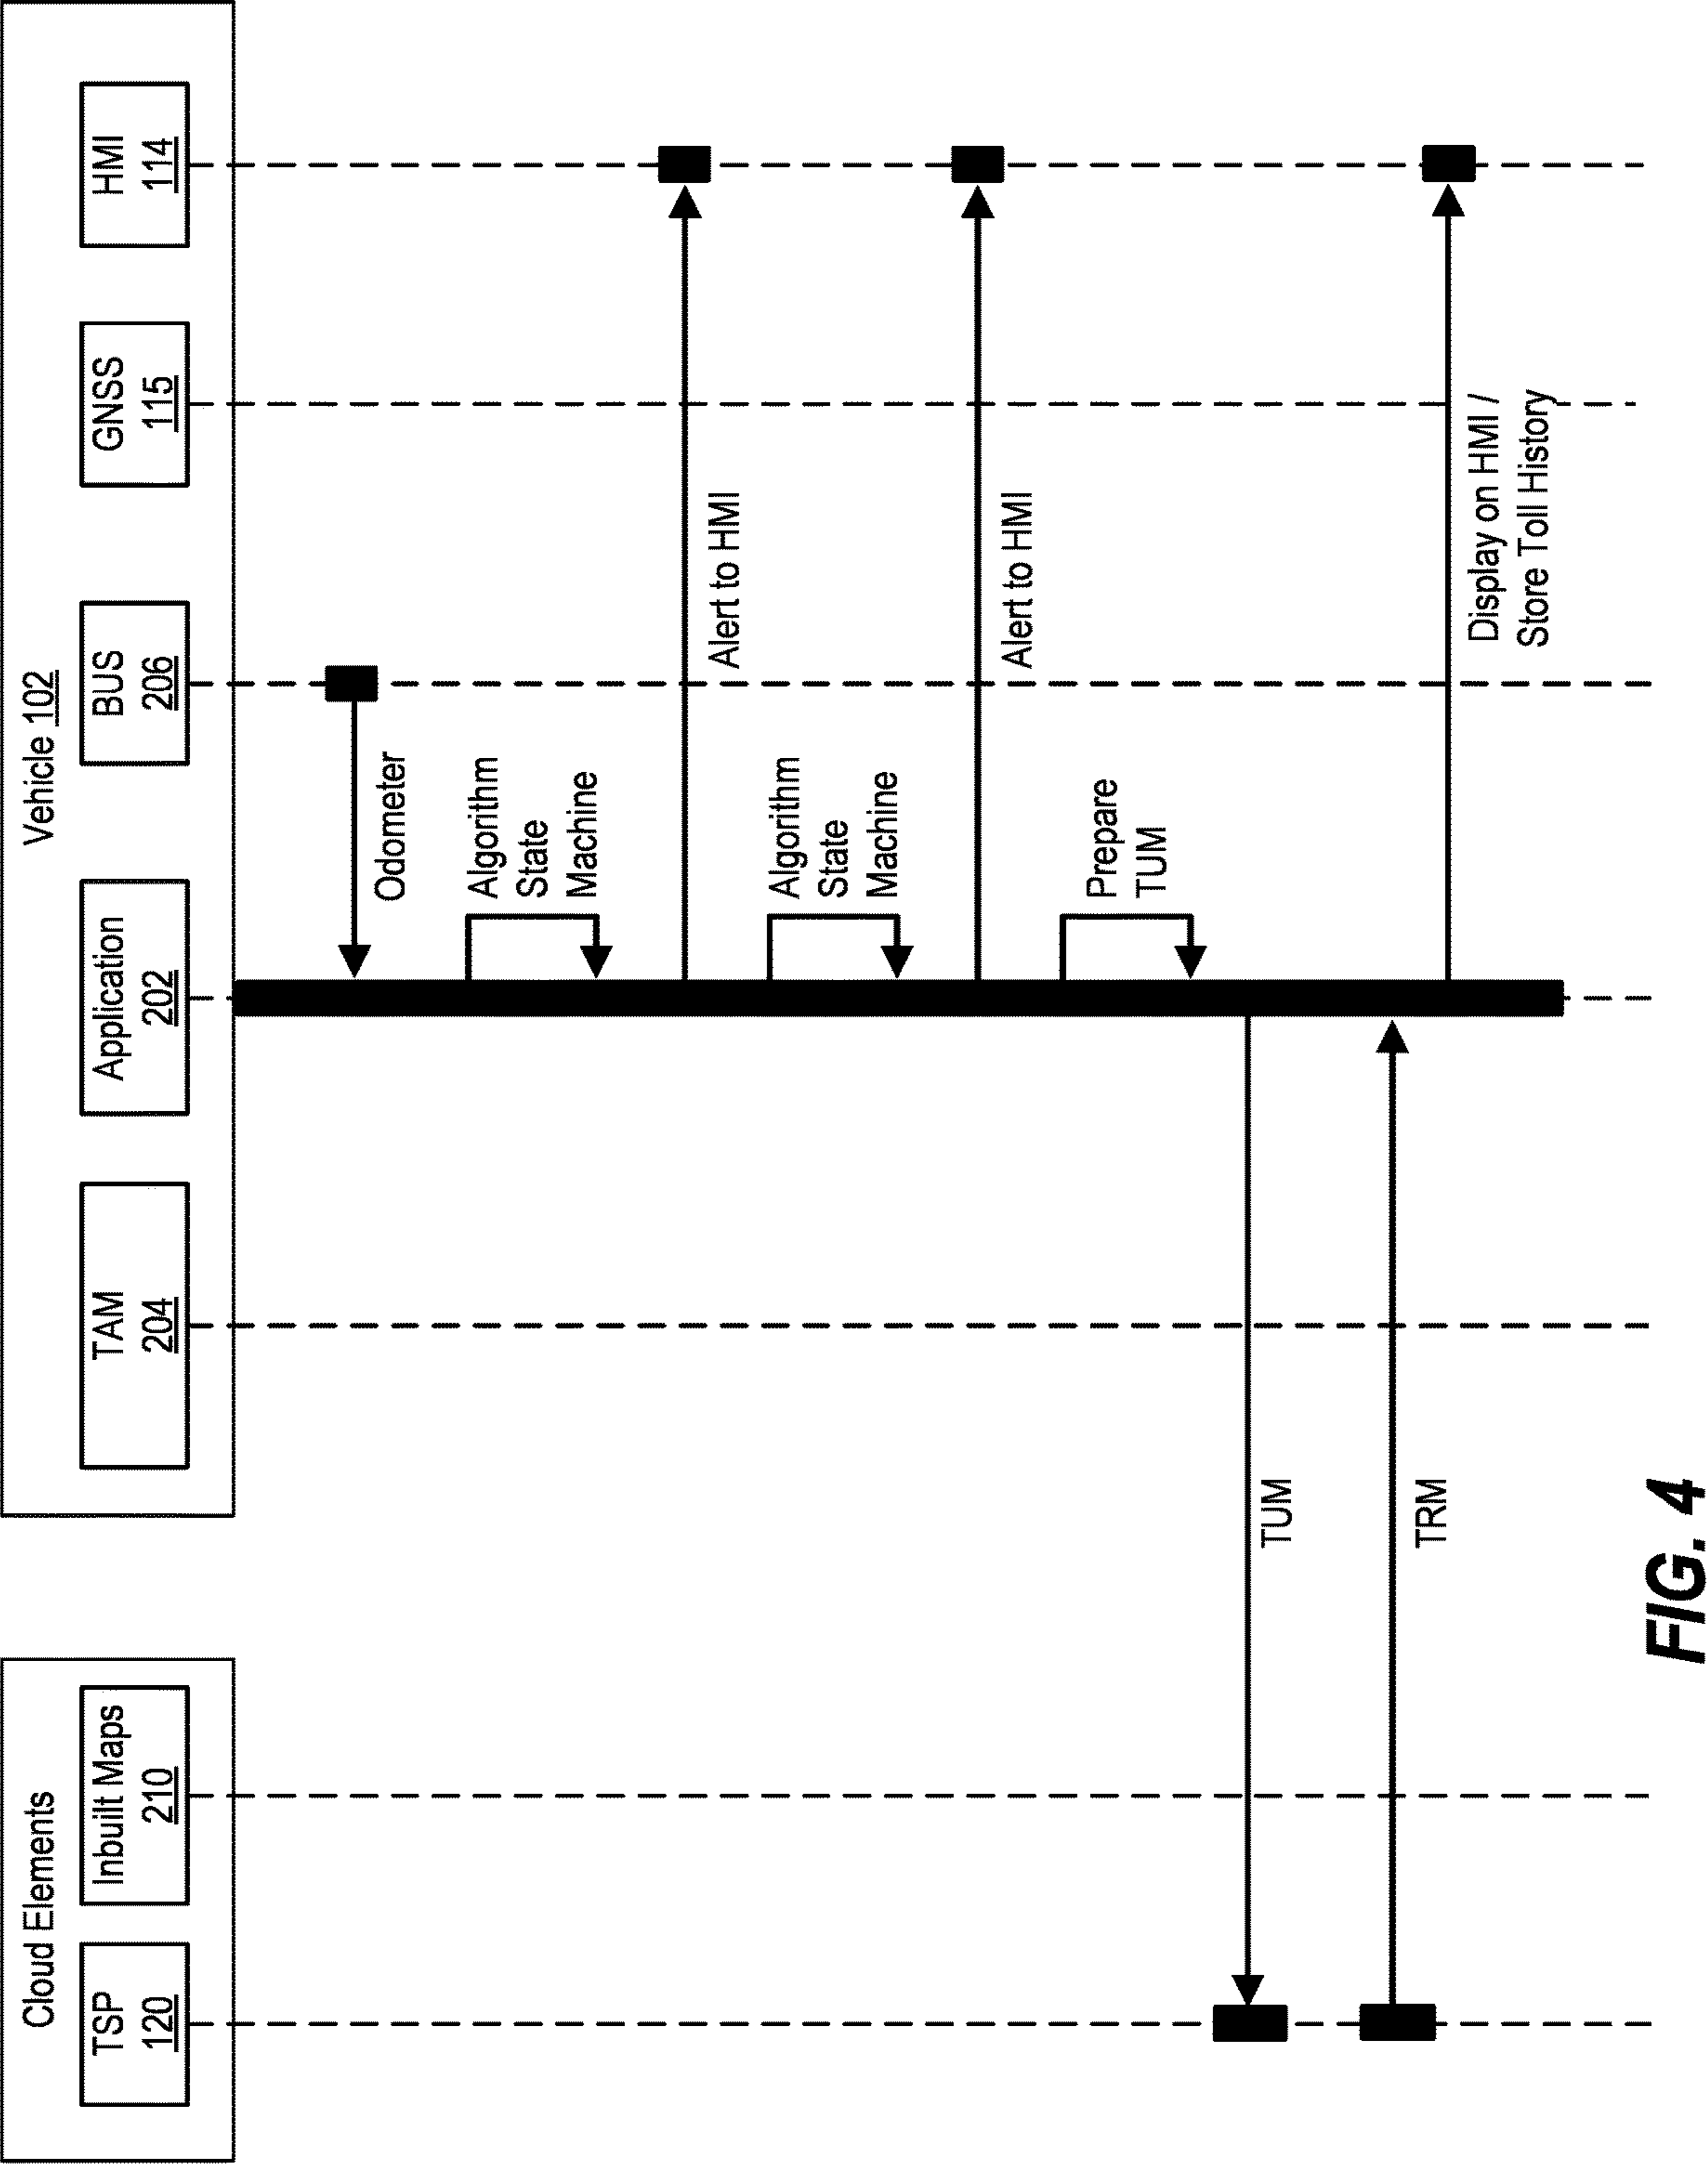 Cloud Elements
TSP
120
Inbuilt Maps
210
Vehicle 102
TAM
204
Application
202
BUS
206
GNSS
115
HMI
114
Odometer
Algorithm
State
Machine
Alert to HMI
Algorithm
State
Machine
Alert to HMI
Prepare
TUM
TUM
TRM
Display on HMI /
Store Toll History
FIG. 4